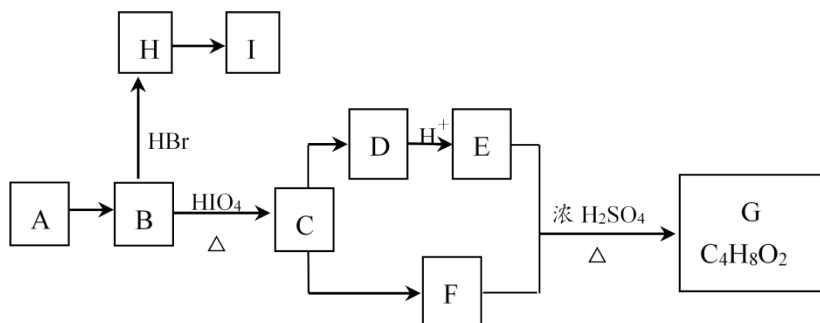 H
I
HBr
D
H⁺
E
A
B
HIO₄
△
C
浓 H₂SO₄
△
G
C₄H₈O₂
F